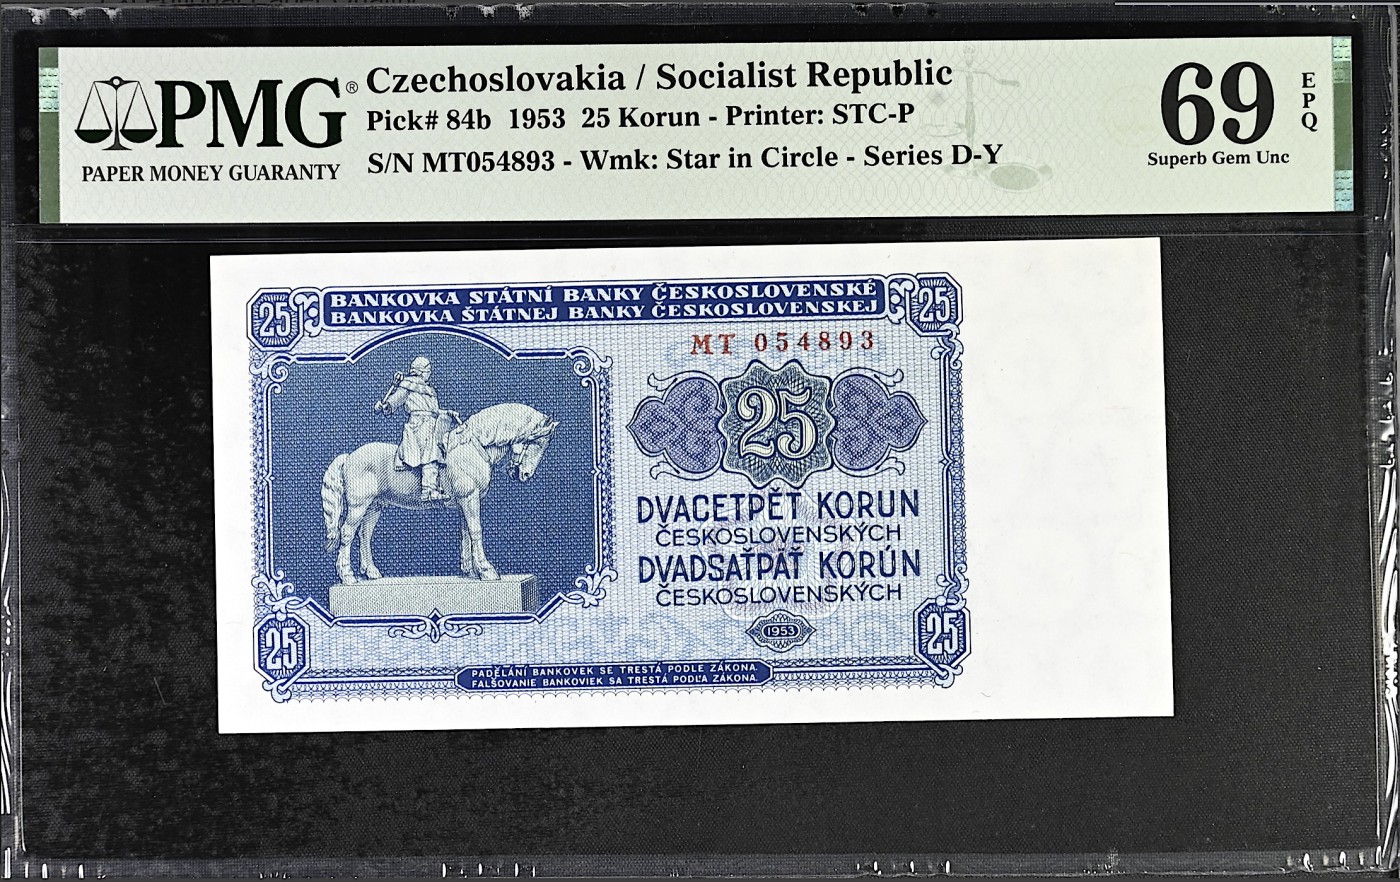 PMG®
PAPER MONEY GUARANTY
Czechoslovakia / Socialist Republic
Pick# 84b 1953 25 Korun - Printer: STC-P
S/N MT054893 - Wmk: Star in Circle - Series D-Y
69
EPQ
Superb Gem Unc
25
BANKOVKA STÁTNÍ BANKY ČESKOSLOVENSKÉ
BANKOVKA ŠTÁTNEJ BANKY ČESKOSLOVENSKEJ
25
MT 054893
25
DVACETPĚT KORUN
ČESKOSLOVENSKÝCH
DVADSAŤPÄŤ KORÚN
ČESKOSLOVENSKÝCH
1953
25
25
PADĚLÁNÍ BANKOVEK SE TRESTÁ PODLE ZÁKONA.
FALŠOVANIE BANKOVIEK SA TRESTÁ PODĽA ZÁKONA.